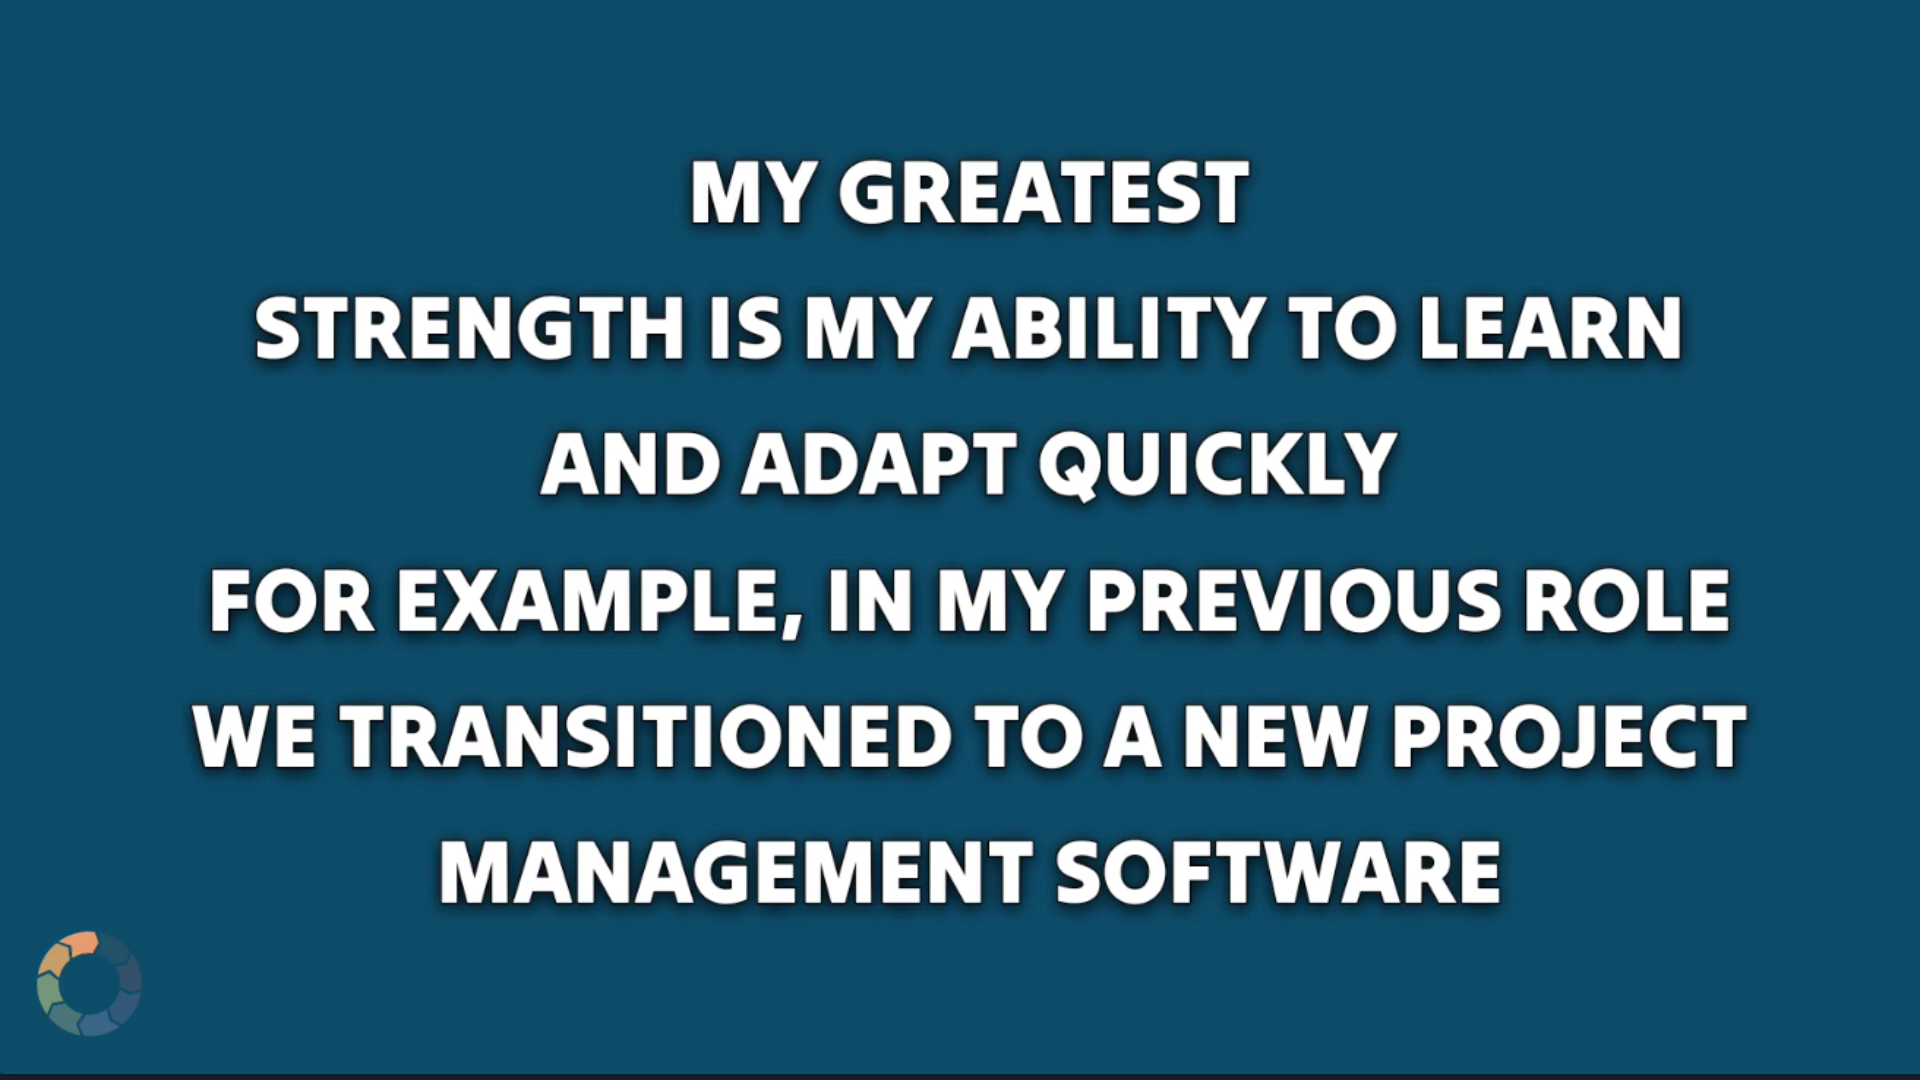 MY GREATEST
STRENGTH IS MY ABILITY TO LEARN
AND ADAPT QUICKLY
FOR EXAMPLE, IN MY PREVIOUS ROLE
WE TRANSITIONED TO A NEW PROJECT
MANAGEMENT SOFTWARE